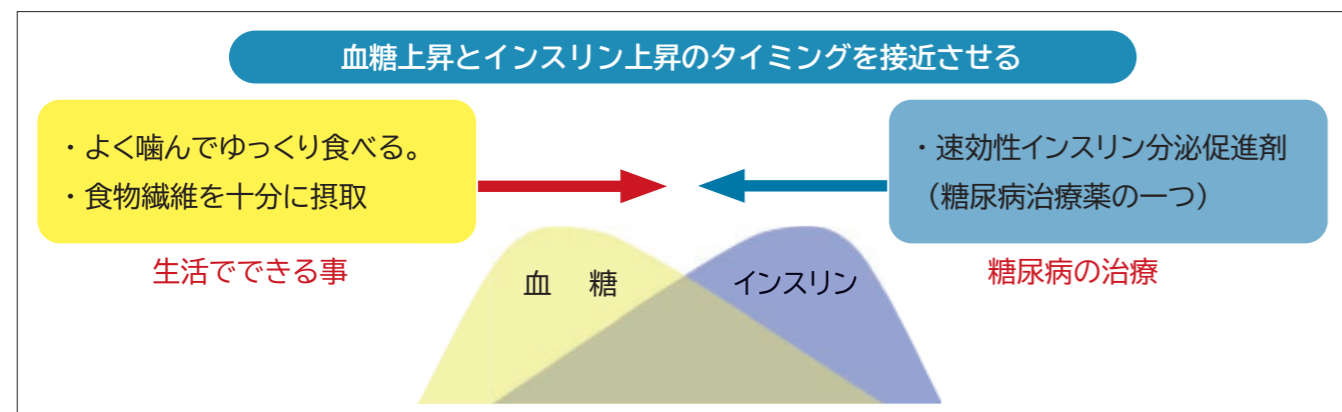 血糖上昇とインスリン上昇のタイミングを接近させる
・よく噛んでゆっくり食べる。
・食物繊維を十分に摂取
生活でできる事
・速効性インスリン分泌促進剤
（糖尿病治療薬の一つ）
糖尿病の治療
血　糖
インスリン